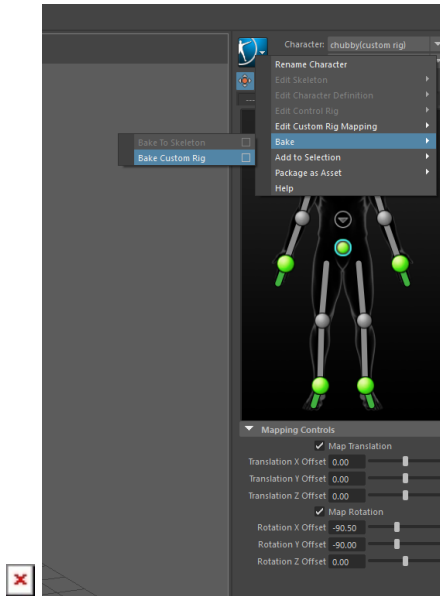 Character: chubby(custom rig)
Rename Character
Edit Skeleton
Edit Character Definition
Edit Control Rig
Edit Custom Rig Mapping
Bake
Bake To Skeleton
Bake Custom Rig
Add to Selection
Package as Asset
Help
Mapping Controls
Map Translation
Translation X Offset 0.00
Translation Y Offset 0.00
Translation Z Offset 0.00
Map Rotation
Rotation X Offset -90.50
Rotation Y Offset -90.00
Rotation Z Offset 0.00